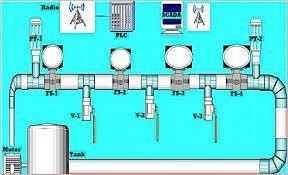 Radio
PLC
SCADA
PT-1
PT-2
FS-1
FS-2
FS-3
FS-4
V-1
V-2
V-3
Motor
Tank